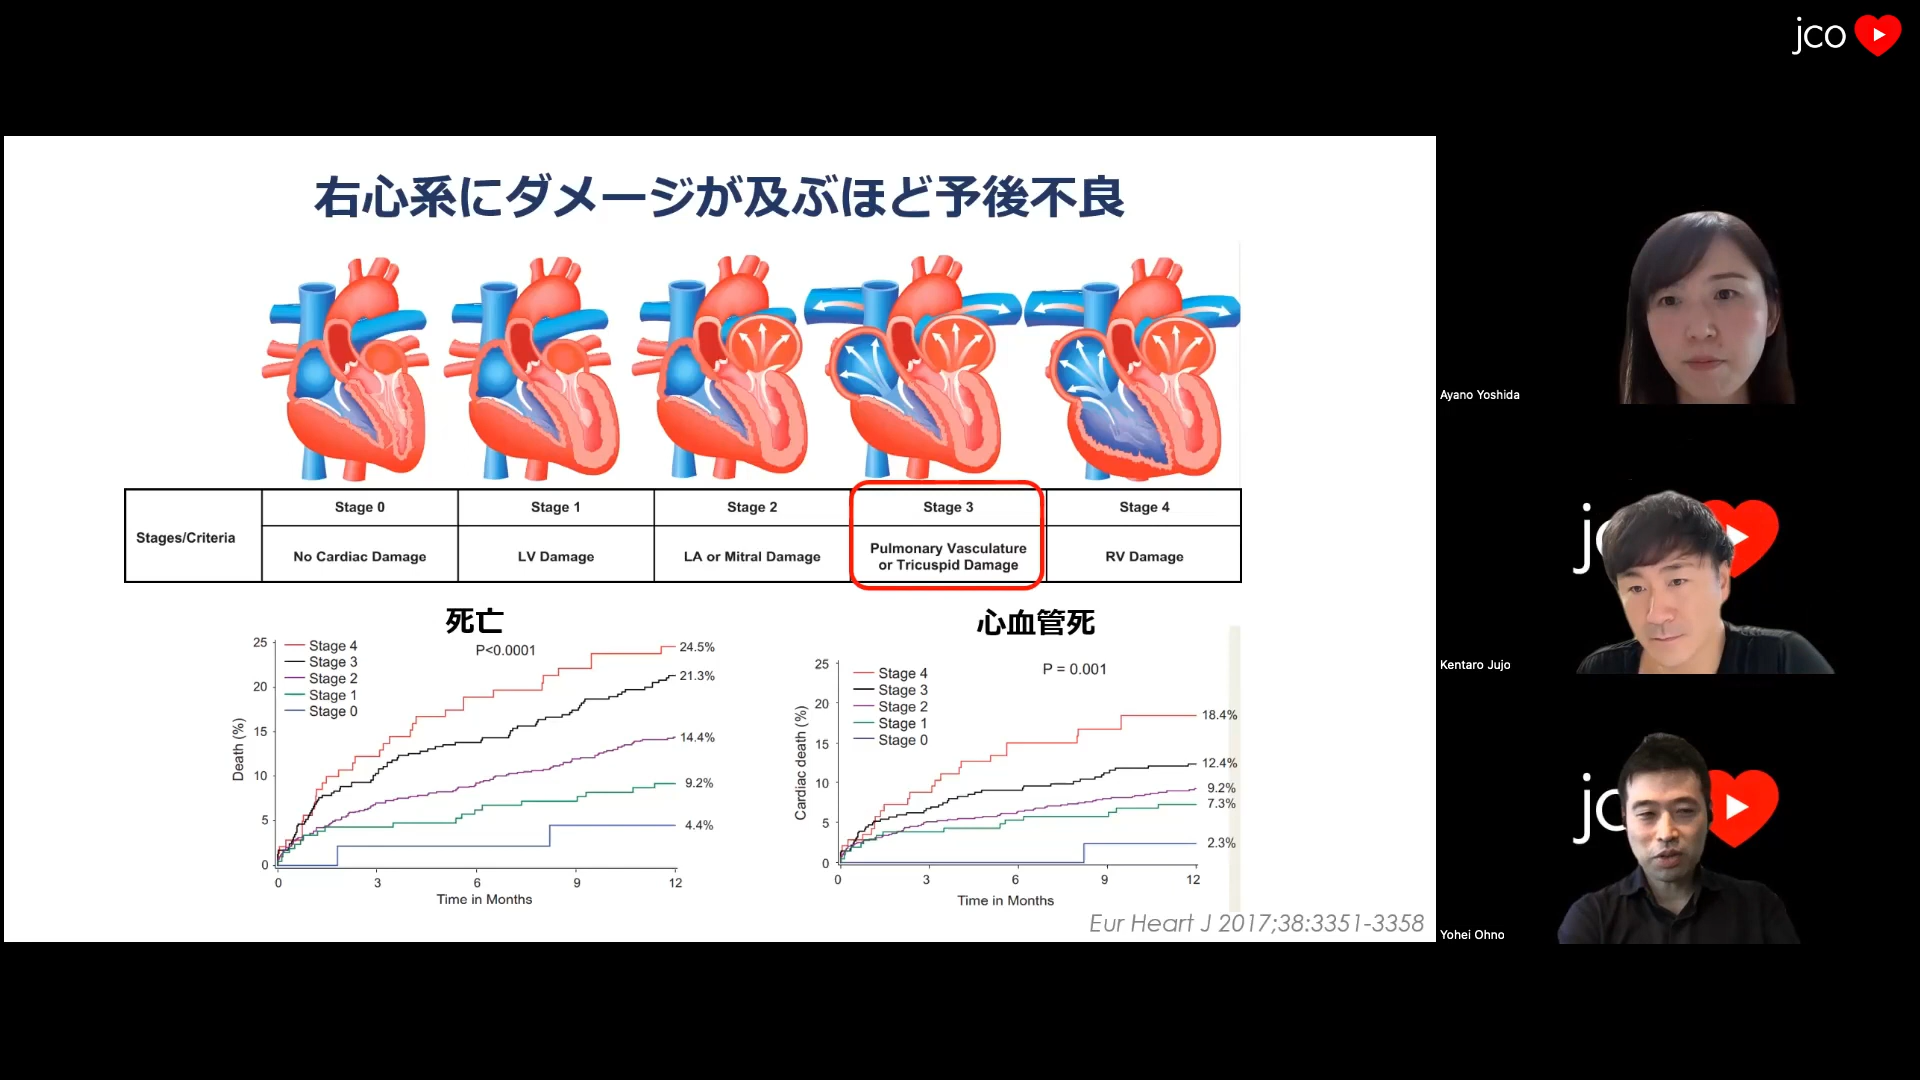 jco
右心系にダメージが及ぶほど予後不良
Stages/Criteria
Stage 0
Stage 1
Stage 2
Stage 3
Stage 4
No Cardiac Damage
LV Damage
LA or Mitral Damage
Pulmonary Vasculature
or Tricuspid Damage
RV Damage
死亡
P<0.0001
Death (%)
25
20
15
10
5
0
Stage 4
Stage 3
Stage 2
Stage 1
Stage 0
24.5%
21.3%
14.4%
9.2%
4.4%
0
3
6
9
12
Time in Months
心血管死
P = 0.001
Cardiac death (%)
25
20
15
10
5
0
Stage 4
Stage 3
Stage 2
Stage 1
Stage 0
18.4%
12.4%
9.2%
7.3%
2.3%
0
3
6
9
12
Time in Months
Eur Heart J 2017;38:3351-3358
Ayano Yoshida
Kentaro Jujo
Yohei Ohno